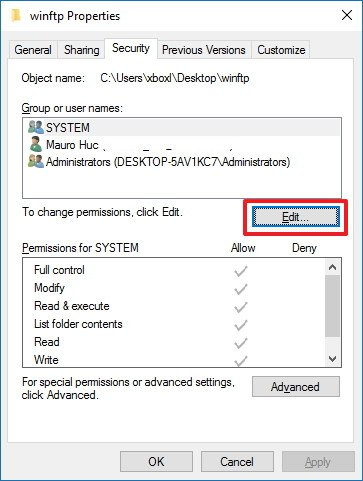 winftp Properties
General Sharing Security Previous Versions Customize
Object name: C:\Users\xboxl\Desktop\winftp
Group or user names:
SYSTEM
Mauro Huc (
Administrators (DESKTOP-5AV1KC7\Administrators)
To change permissions, click Edit.
Edit...
Permissions for SYSTEM Allow Deny
Full control
Modify
Read & execute
List folder contents
Read
Write
For special permissions or advanced settings,
click Advanced.
Advanced
OK Cancel Apply